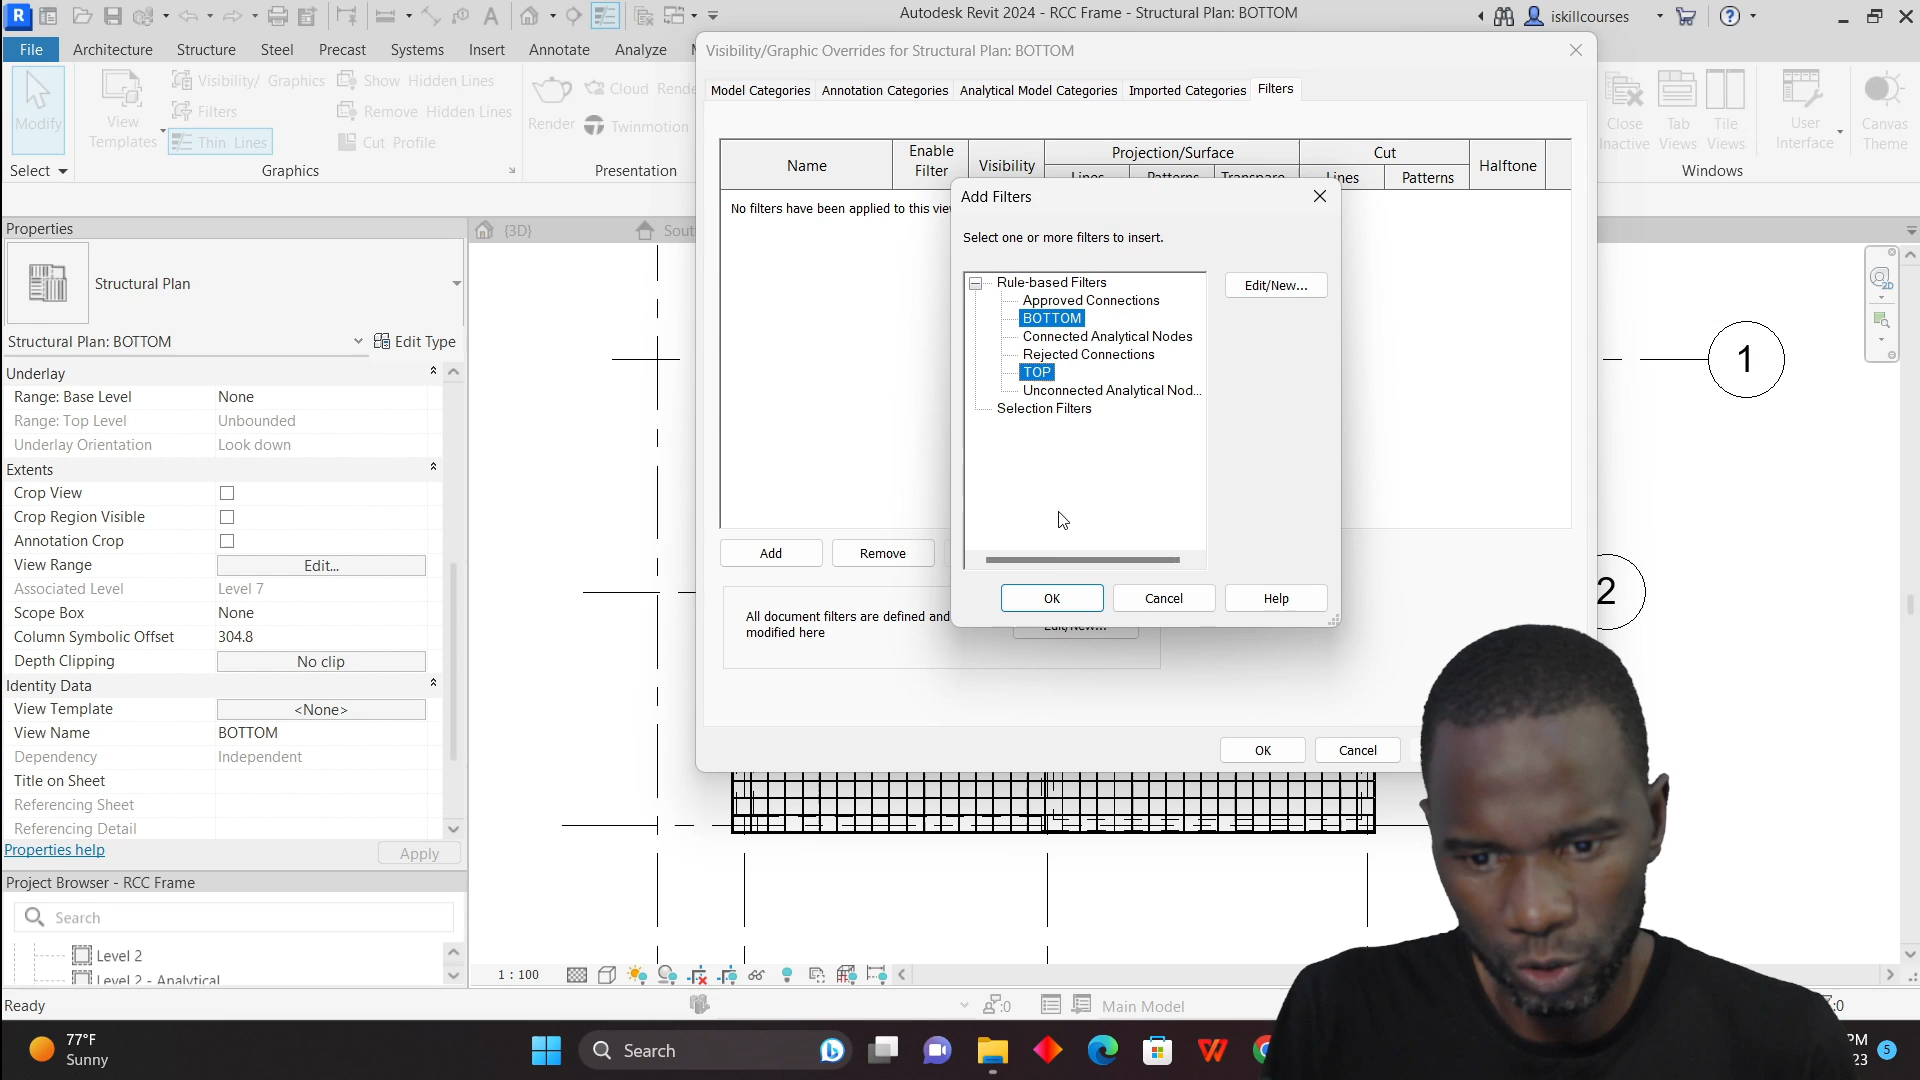 Autodesk Revit 2024 - RCC Frame - Structural Plan: BOTTOM
iskillcourses
File Architecture Structure Steel Precast Systems Insert Annotate Analyze
Modify
View
Templates
Visibility/ Graphics
Filters
Thin Lines
Show Hidden Lines
Remove Hidden Lines
Cut Profile
Render
Cloud
Twinmotion
Close
Inactive
Tab
Views
Tile
Views
User
Interface
Canvas
Theme
Select
Graphics
Presentation
Windows
Visibility/Graphic Overrides for Structural Plan: BOTTOM
Model Categories Annotation Categories Analytical Model Categories Imported Categories Filters
Name
Enable
Filter
Visibility
Projection/Surface
Cut
Halftone
Lines Patterns
Patterns
No filters have been applied to this
Add Filters
Select one or more filters to insert.
Rule-based Filters
Approved Connections
BOTTOM
Connected Analytical Nodes
Rejected Connections
TOP
Unconnected Analytical Nod...
Selection Filters
Edit/New...
OK Cancel Help
Add Remove
All document filters are defined and
modified here
Edit/New...
OK Cancel
Properties
Structural Plan
Structural Plan: BOTTOM
Edit Type
Underlay
Range: Base Level None
Range: Top Level Unbounded
Underlay Orientation Look down
Extents
Crop View
Crop Region Visible
Annotation Crop
View Range Edit...
Associated Level Level 7
Scope Box None
Column Symbolic Offset 304.8
Depth Clipping No clip
Identity Data
View Template <None>
View Name BOTTOM
Dependency Independent
Title on Sheet
Referencing Sheet
Referencing Detail
Properties help
Apply
Project Browser - RCC Frame
Search
Level 2
Level 2 - Analytical
{3D}
1
2
1 : 100
Ready
:0
Main Model
:0
77°F
Sunny
Search
PM
23
5